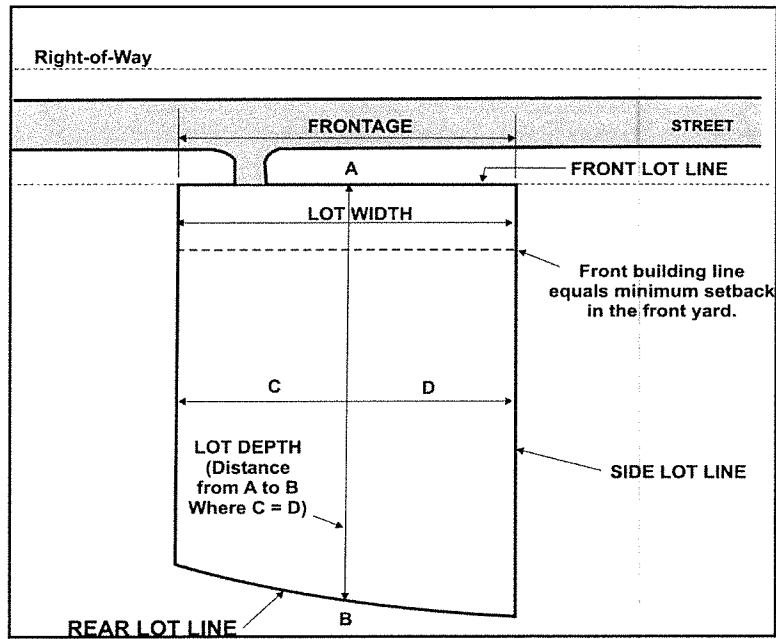 Right-of-Way
FRONTAGE
STREET
A
FRONT LOT LINE
LOT WIDTH
Front building line
equals minimum setback
in the front yard.
C
D
LOT DEPTH
(Distance
from A to B
Where C = D)
SIDE LOT LINE
B
REAR LOT LINE